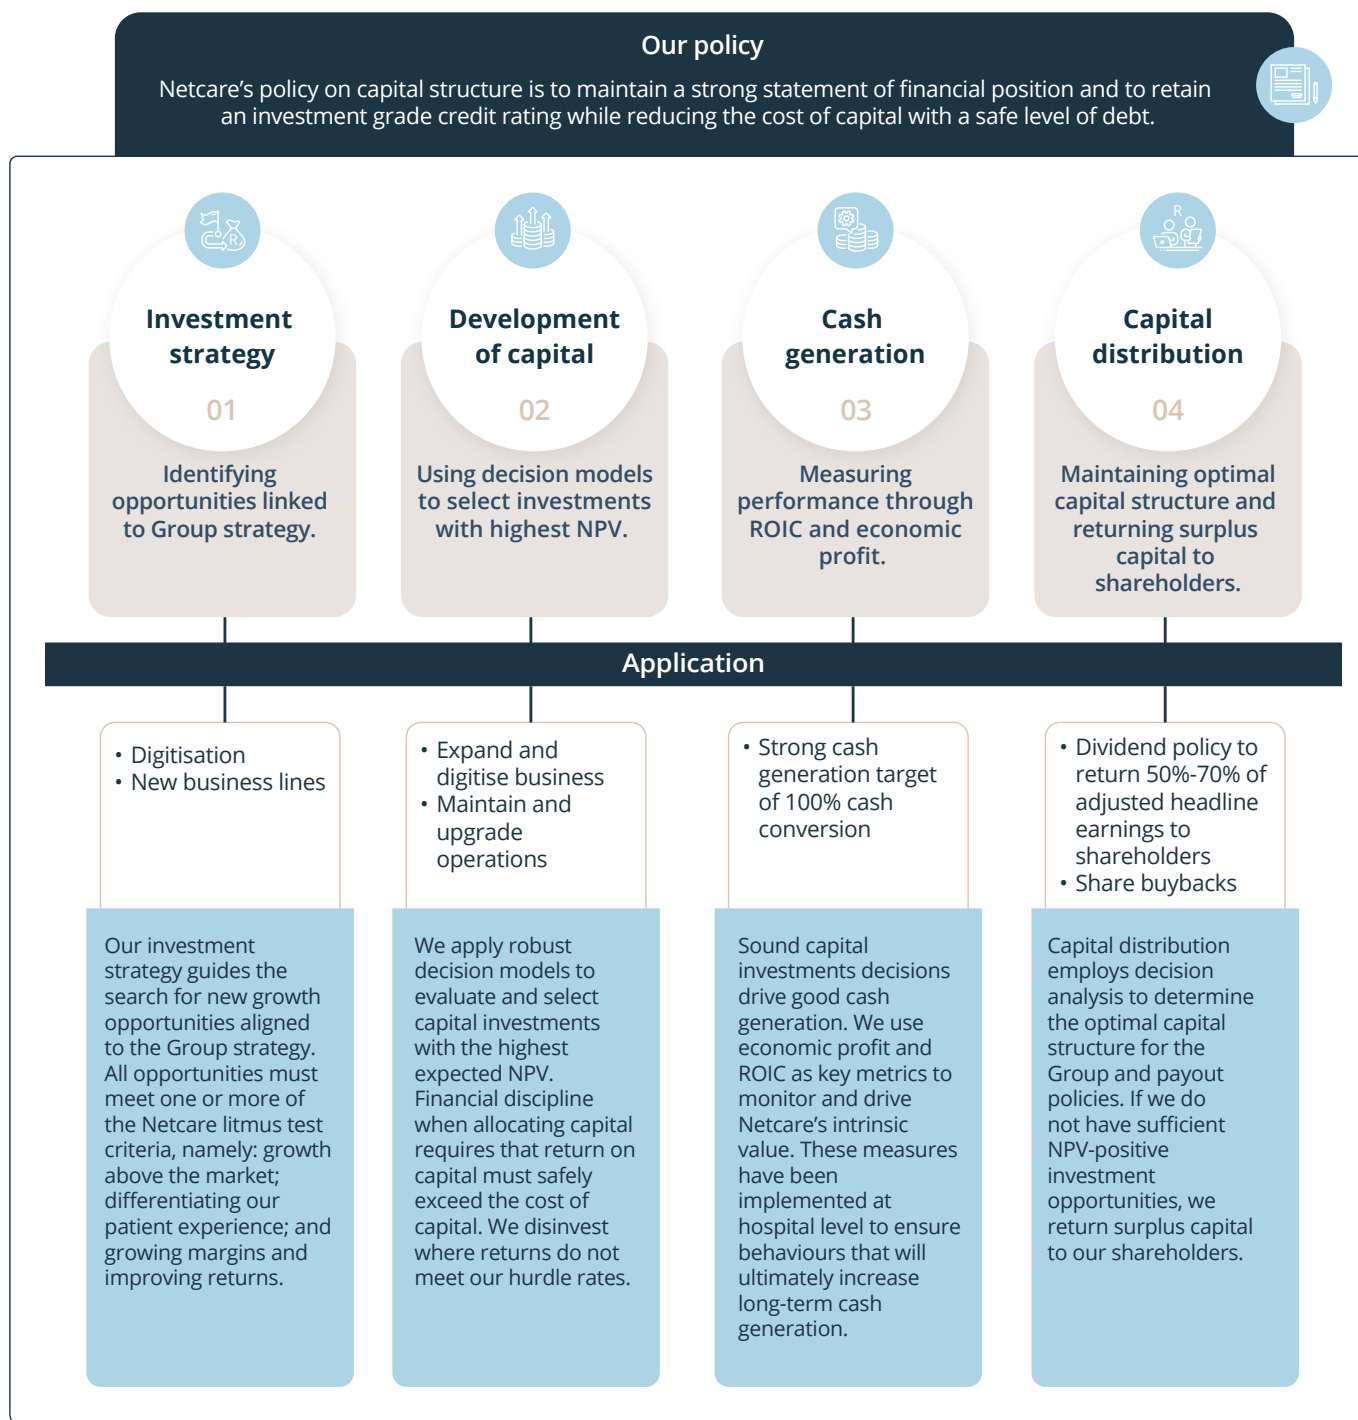 Our policy
Netcare’s policy on capital structure is to maintain a strong statement of financial position and to retain
an investment grade credit rating while reducing the cost of capital with a safe level of debt.
R
R
Investment
strategy
01
Identifying
opportunities linked
to Group strategy.
Development
of capital
02
Using decision models
to select investments
with highest NPV.
Cash
generation
03
Measuring
performance through
ROIC and economic
profit.
Capital
distribution
04
Maintaining optimal
capital structure and
returning surplus
capital to
shareholders.
Application
• Digitisation
• New business lines
• Expand and
digitise business
• Maintain and
upgrade
operations
• Strong cash
generation target
of 100% cash
conversion
• Dividend policy to
return 50%-70% of
adjusted headline
earnings to
shareholders
• Share buybacks
Our investment
strategy guides the
search for new growth
opportunities aligned
to the Group strategy.
All opportunities must
meet one or more of
the Netcare litmus test
criteria, namely: growth
above the market;
differentiating our
patient experience; and
growing margins and
improving returns.
We apply robust
decision models to
evaluate and select
capital investments
with the highest
expected NPV.
Financial discipline
when allocating capital
requires that return on
capital must safely
exceed the cost of
capital. We disinvest
where returns do not
meet our hurdle rates.
Sound capital
investments decisions
drive good cash
generation. We use
economic profit and
ROIC as key metrics to
monitor and drive
Netcare’s intrinsic
value. These measures
have been
implemented at
hospital level to ensure
behaviours that will
ultimately increase
long-term cash
generation.
Capital distribution
employs decision
analysis to determine
the optimal capital
structure for the
Group and payout
policies. If we do
not have sufficient
NPV-positive
investment
opportunities, we
return surplus capital
to our shareholders.